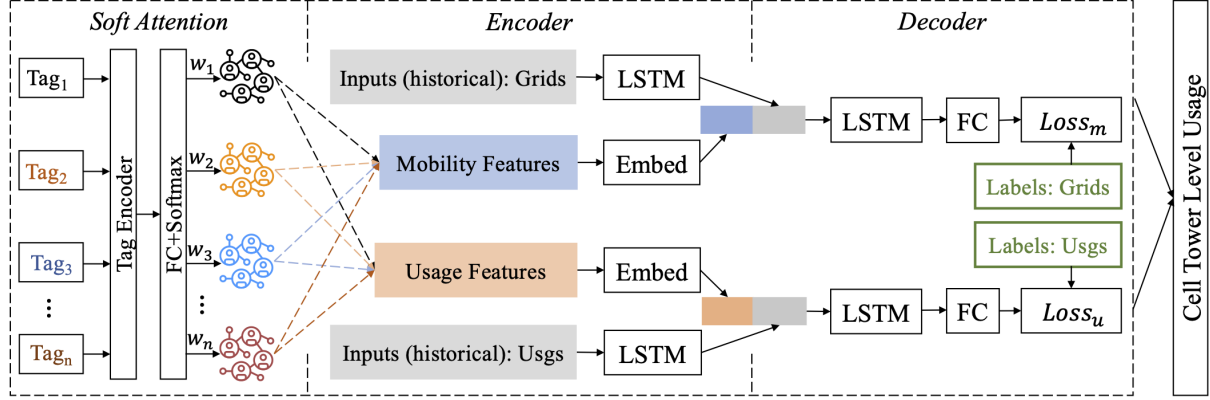 Soft Attention
Encoder
Decoder
Tag1
Tag2
Tag3
⋮
Tagn
Tag Encoder
FC+Softmax
w1
w2
w3
⋮
wn
Inputs (historical): Grids
LSTM
Mobility Features
Embed
Usage Features
Embed
Inputs (historical): Usgs
LSTM
LSTM
FC
Lossm
Labels: Grids
Labels: Usgs
LSTM
FC
Lossu
Cell Tower Level Usage